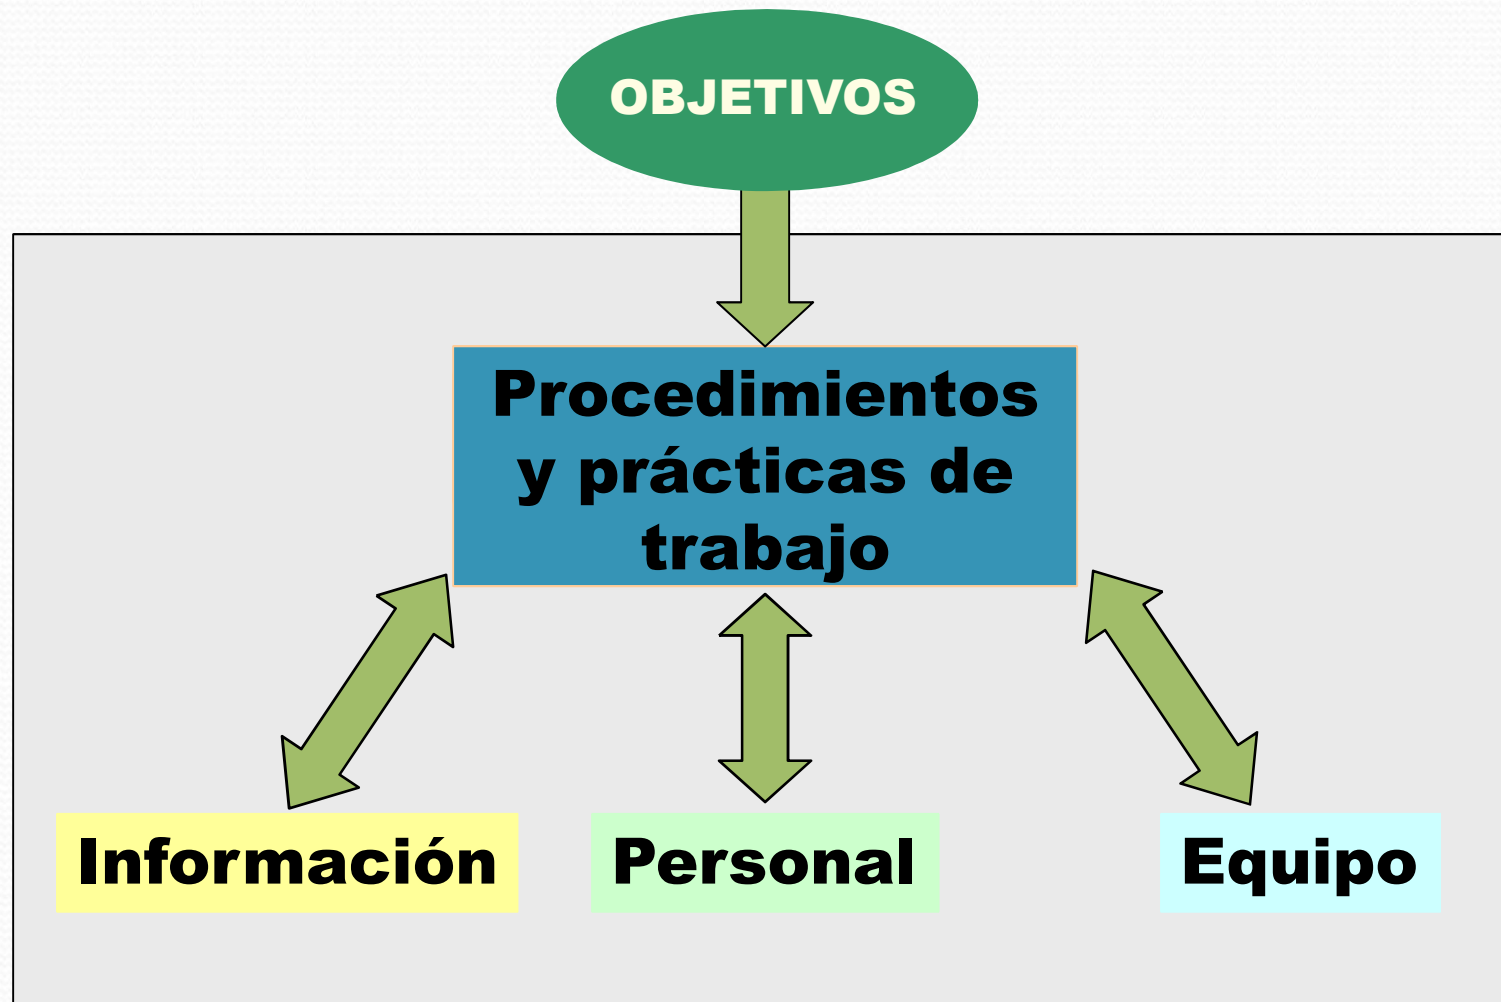 OBJETIVOS
Procedimientos
y prácticas de
trabajo
Información
Personal
Equipo